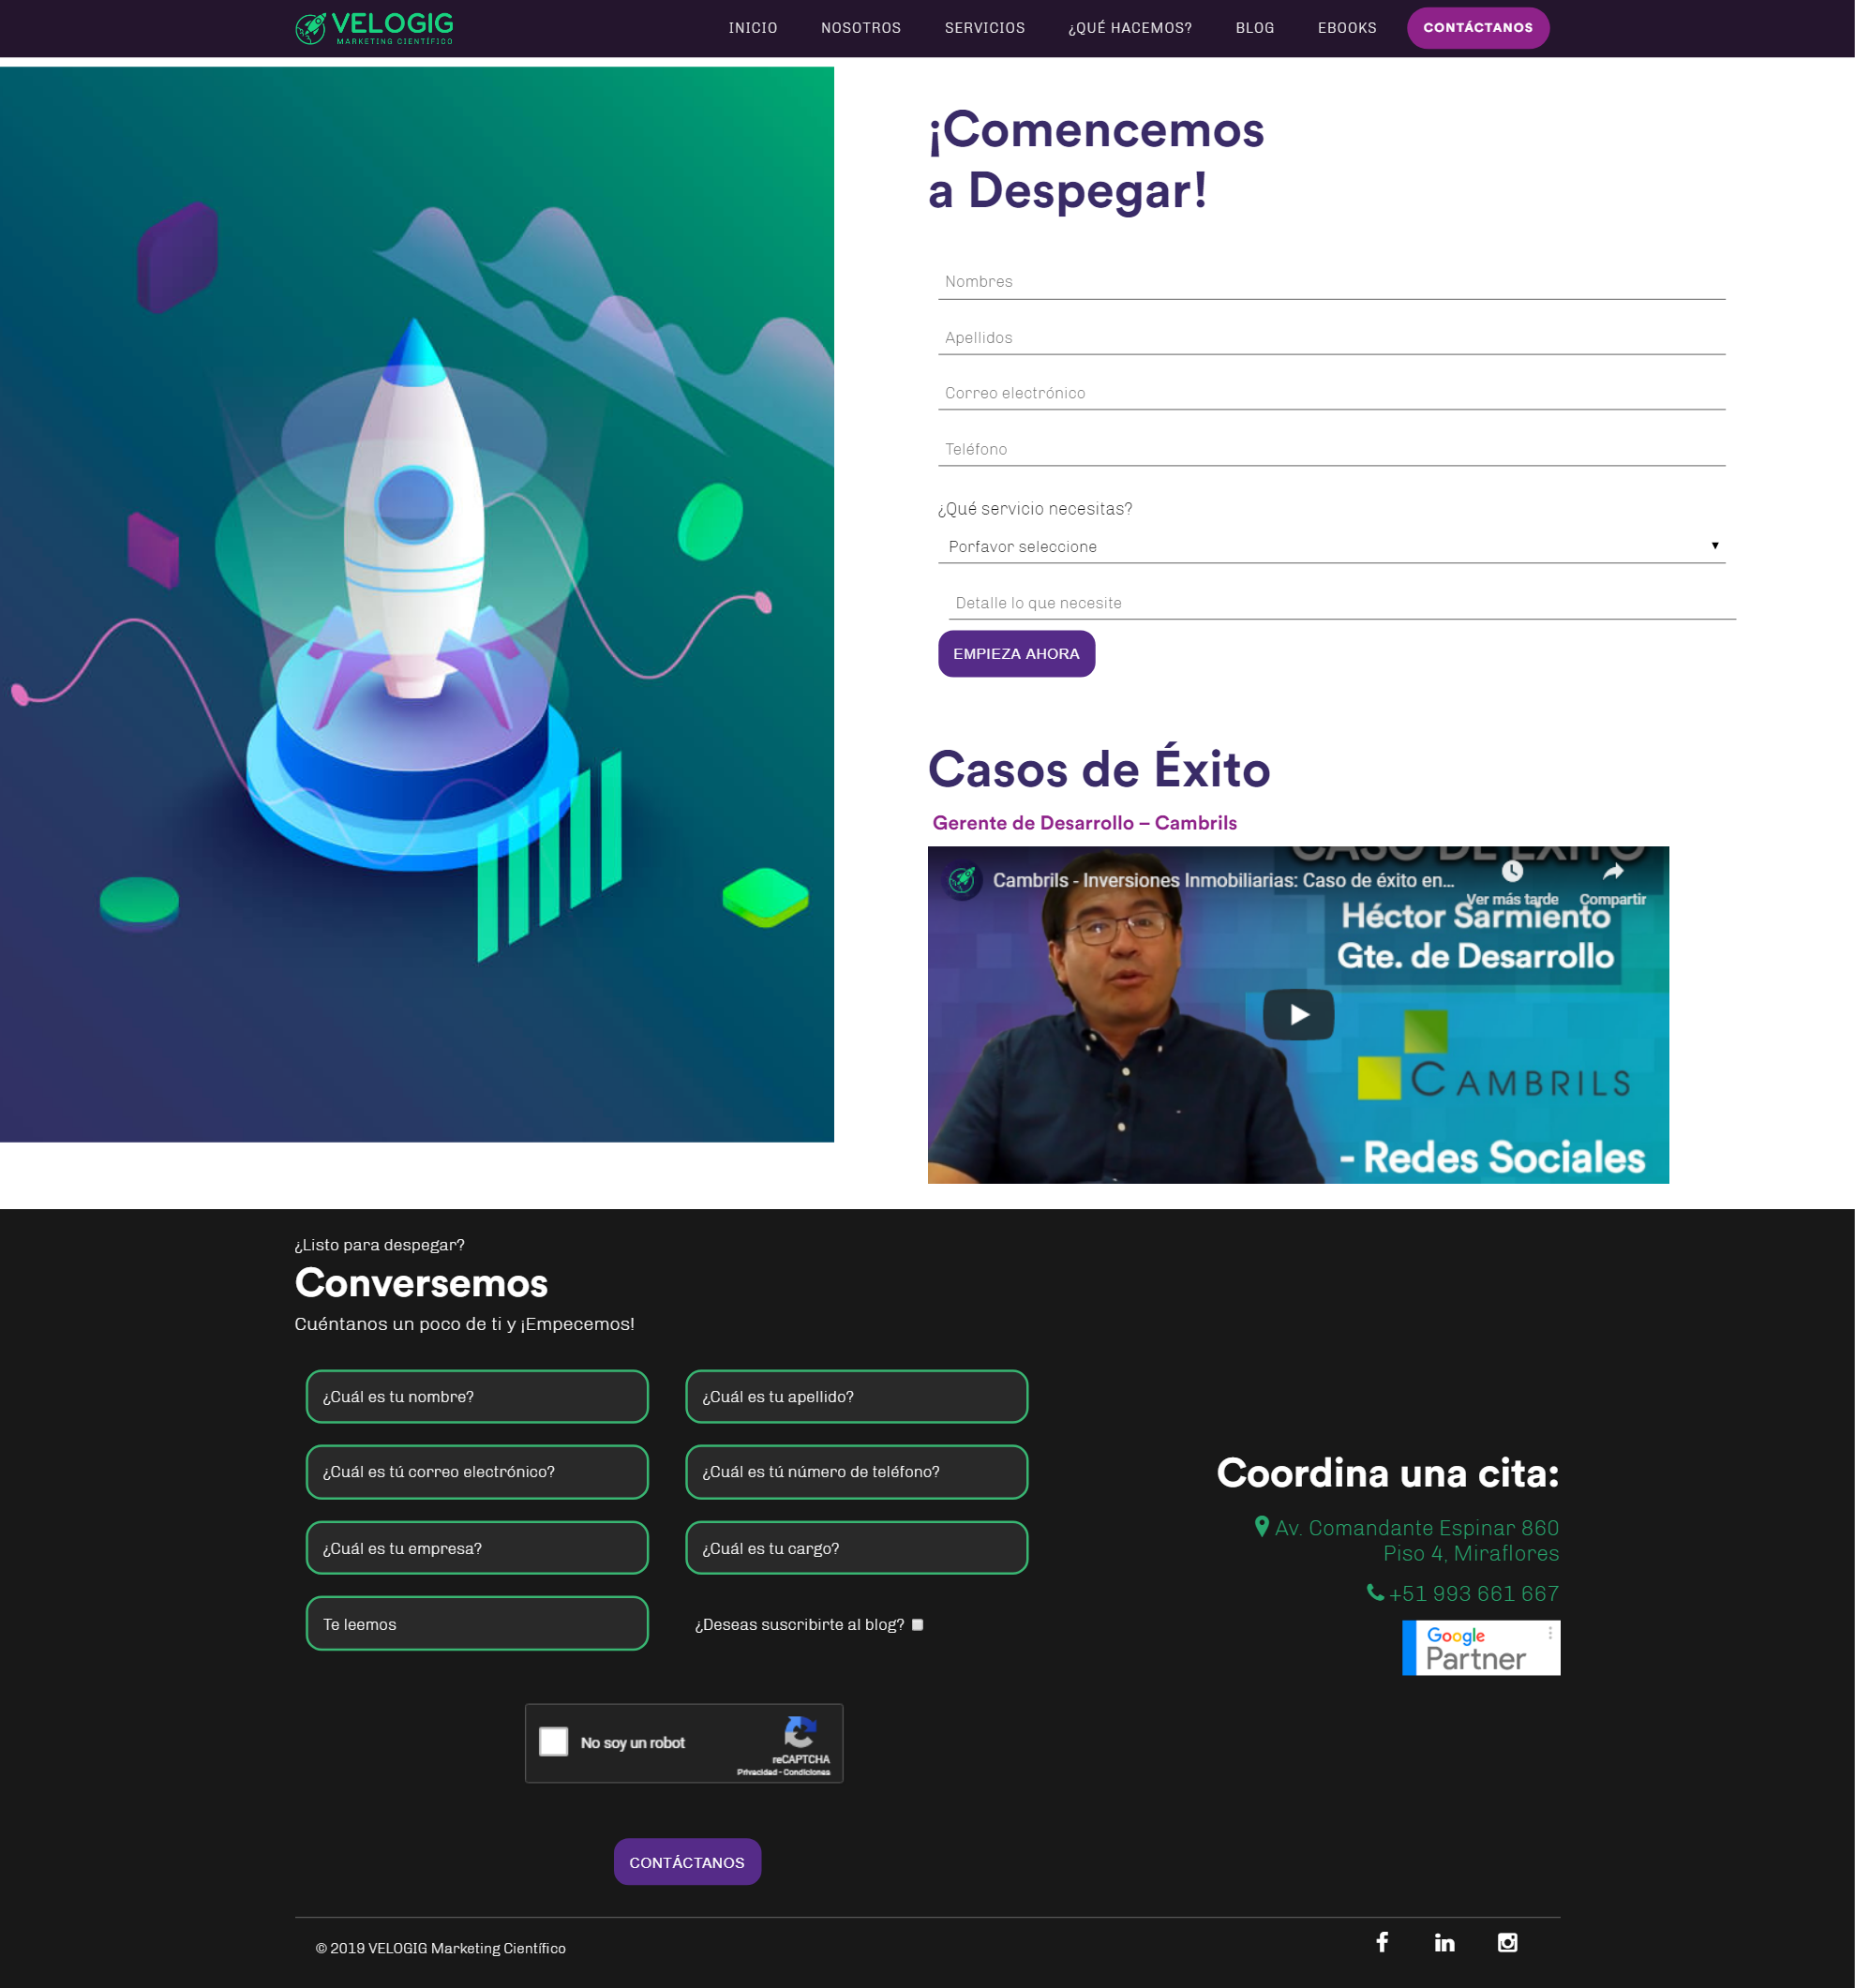 VELOGIG
MARKETING CIENTÍFICO
INICIO
NOSOTROS
SERVICIOS
¿QUÉ HACEMOS?
BLOG
EBOOKS
CONTÁCTANOS
¡Comencemos
a Despegar!
Nombres
Apellidos
Correo electrónico
Teléfono
¿Qué servicio necesitas?
Porfavor seleccione
Detalle lo que necesite
EMPIEZA AHORA
Casos de Éxito
Gerente de Desarrollo – Cambrils
CASO DE ÉXITO
Cambrils - Inversiones Inmobiliarias: Caso de éxito en...
Ver más tarde
Compartir
Héctor Sarmiento
Gte. de Desarrollo
CAMBRILS
- Redes Sociales
¿Listo para despegar?
Conversemos
Cuéntanos un poco de ti y ¡Empecemos!
¿Cuál es tu nombre?
¿Cuál es tu apellido?
¿Cuál es tú correo electrónico?
¿Cuál es tú número de teléfono?
¿Cuál es tu empresa?
¿Cuál es tu cargo?
Te leemos
¿Deseas suscribirte al blog?
Coordina una cita:
Av. Comandante Espinar 860
Piso 4, Miraflores
+51 993 661 667
Google
Partner
No soy un robot
reCAPTCHA
Privacidad - Condiciones
CONTÁCTANOS
© 2019 VELOGIG Marketing Científico